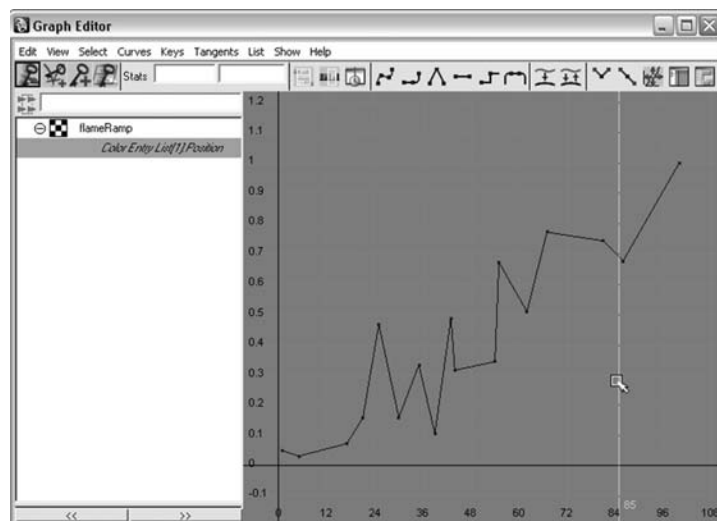 Graph Editor
Edit View Select Curves Keys Tangents List Show Help
Stats
flameRamp
Color Entry List[1].Position
1.2
1.1
1
0.9
0.8
0.7
0.6
0.5
0.4
0.3
0.2
0.1
0
-0.1
85
0 12 24 36 48 60 72 84 96 108
<< >>